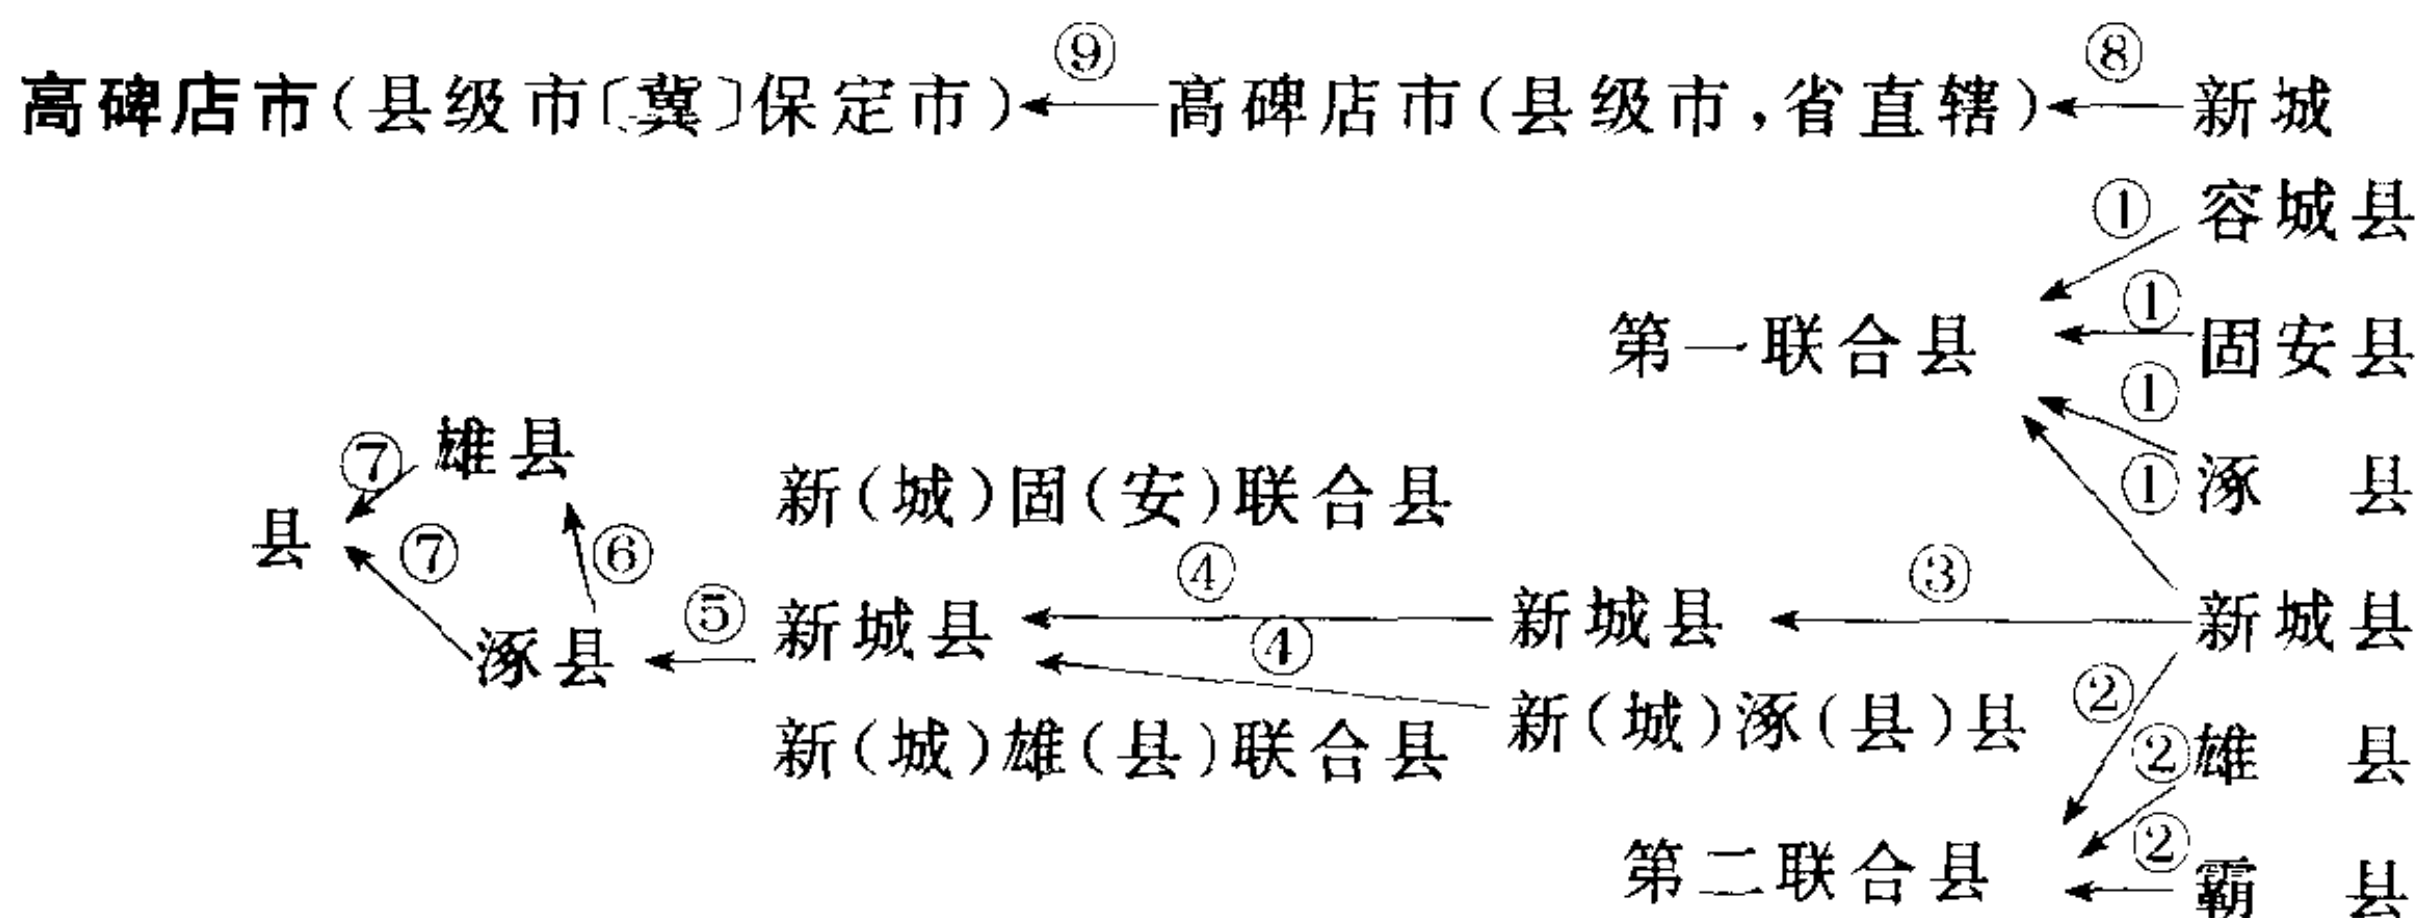 高碑店市(县级市〔冀〕保定市)←⑨高碑店市(县级市,省直辖)←⑧新城
① 容城县
第一联合县 ① 固安县
① 涿 县
①
⑦ 雄县 新(城)固(安)联合县
县 ⑦ ⑥ ④ ③
涿县 ⑤ 新城县 新城县 新城县
④
新(城)雄(县)联合县 新(城)涿(县)县 ② ② 雄 县
第二联合县 ② 霸 县